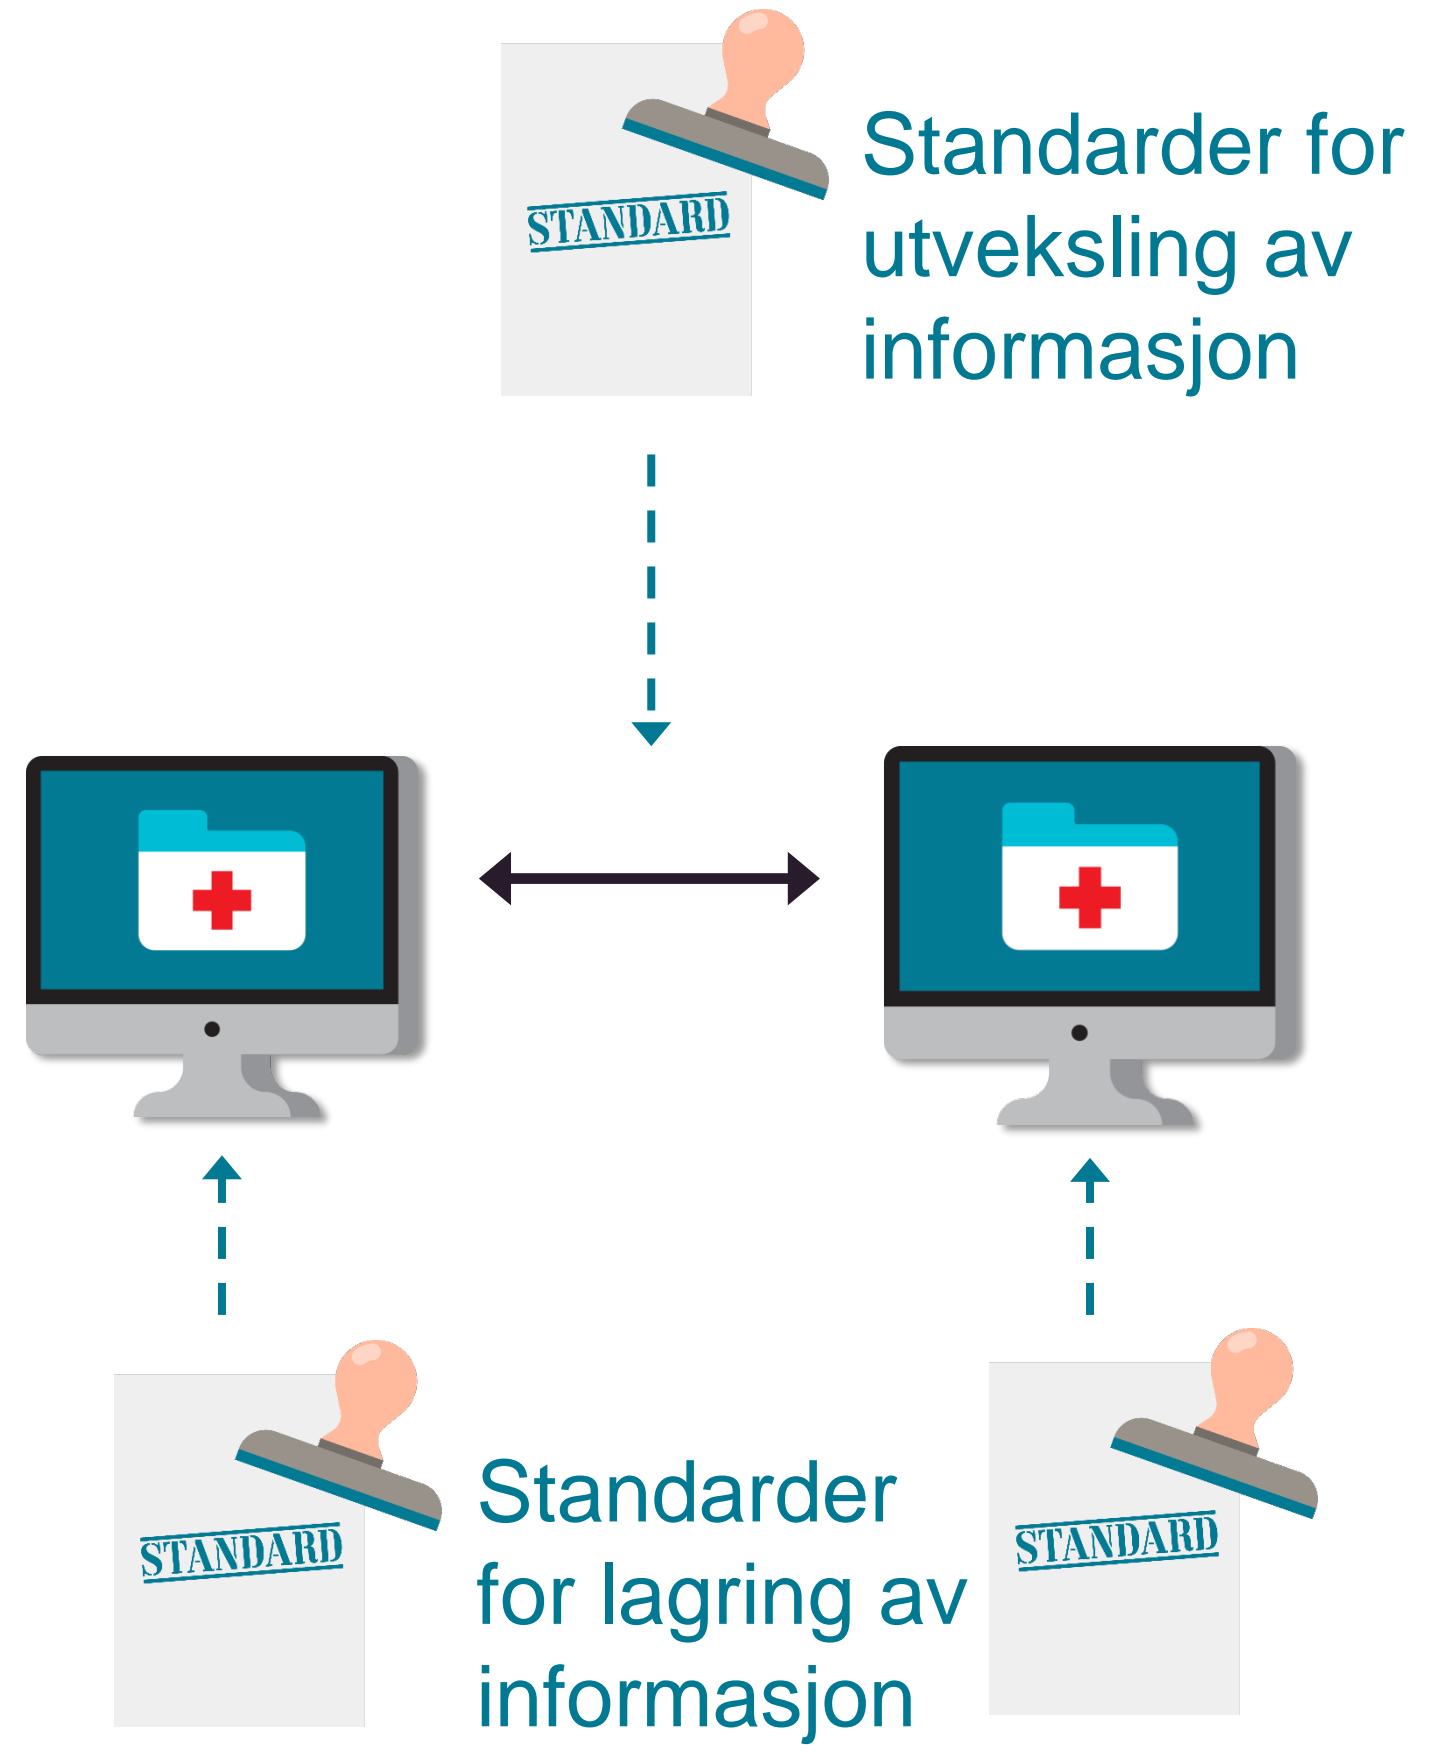 Standarder for
utveksling av
informasjon
STANDARD
Standarder
for lagring av
informasjon
STANDARD
STANDARD